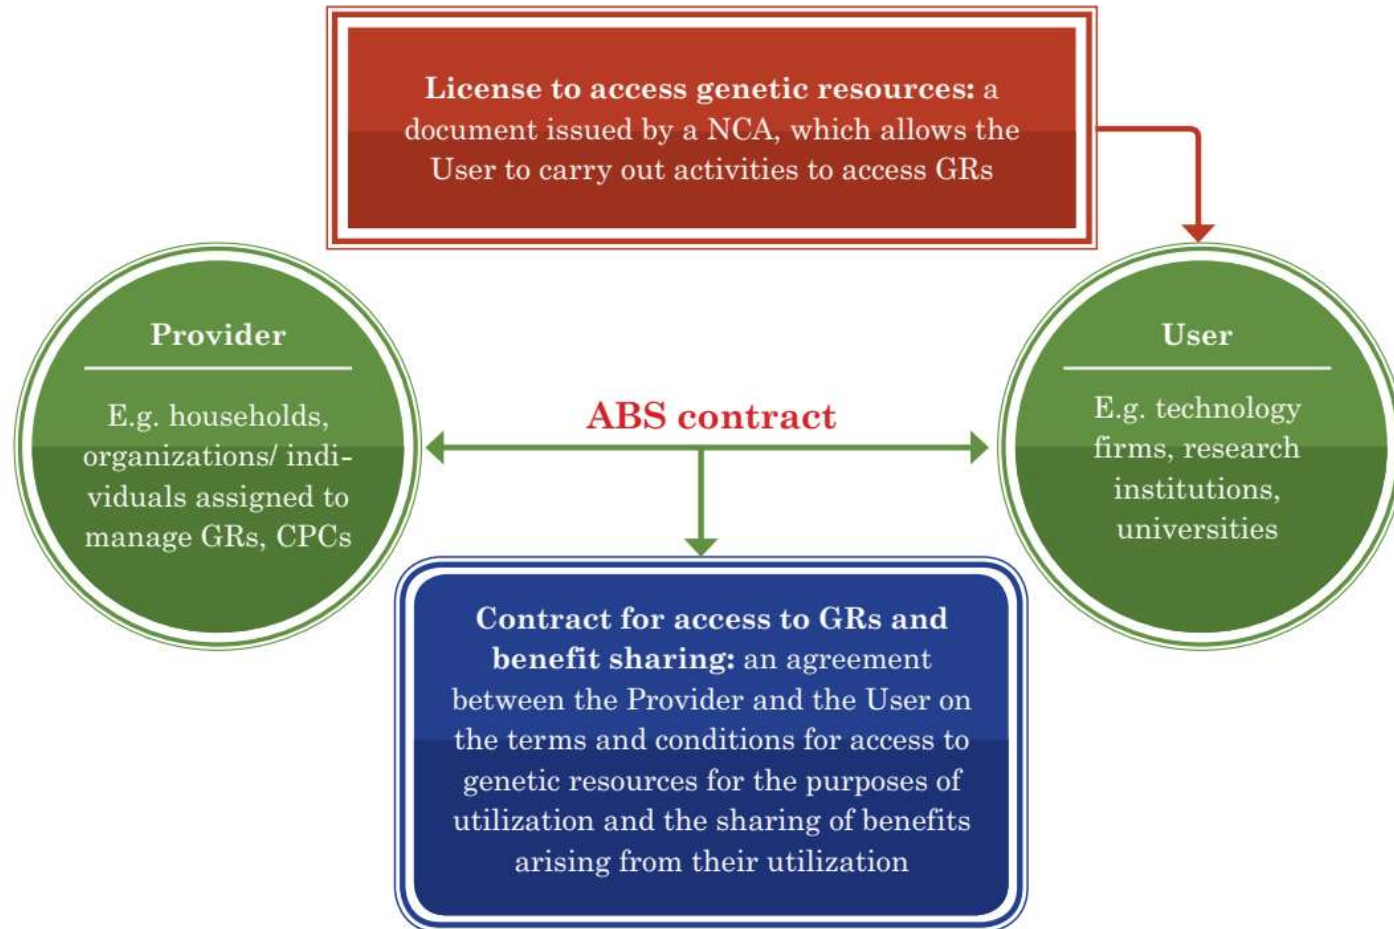 License to access genetic resources: a
document issued by a NCA, which allows the
User to carry out activities to access GRs
Provider
E.g. households,
organizations/ indi-
viduals assigned to
manage GRs, CPCs
ABS contract
User
E.g. technology
firms, research
institutions,
universities
Contract for access to GRs and
benefit sharing: an agreement
between the Provider and the User on
the terms and conditions for access to
genetic resources for the purposes of
utilization and the sharing of benefits
arising from their utilization